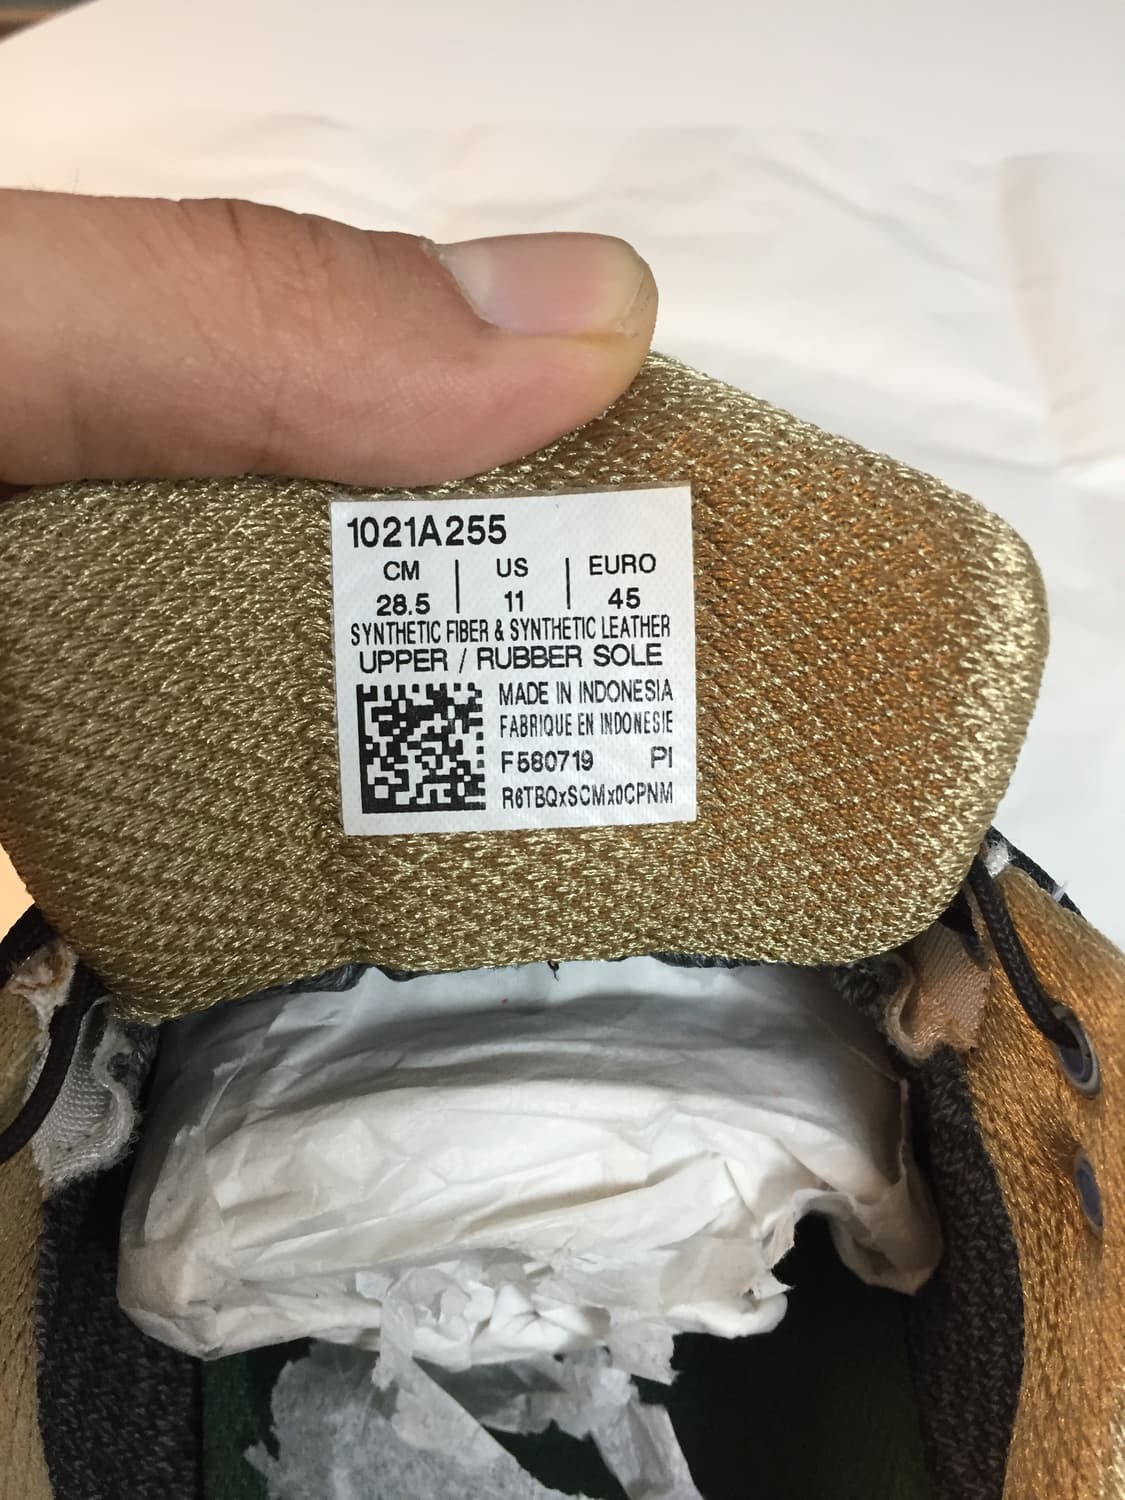 1021A255
CM | US | EURO
28.5 | 11 | 45
SYNTHETIC FIBER & SYNTHETIC LEATHER
UPPER / RUBBER SOLE
MADE IN INDONESIA
FABRIQUE EN INDONESIE
F580719 PI
R6TBQxSCMx0CPNM